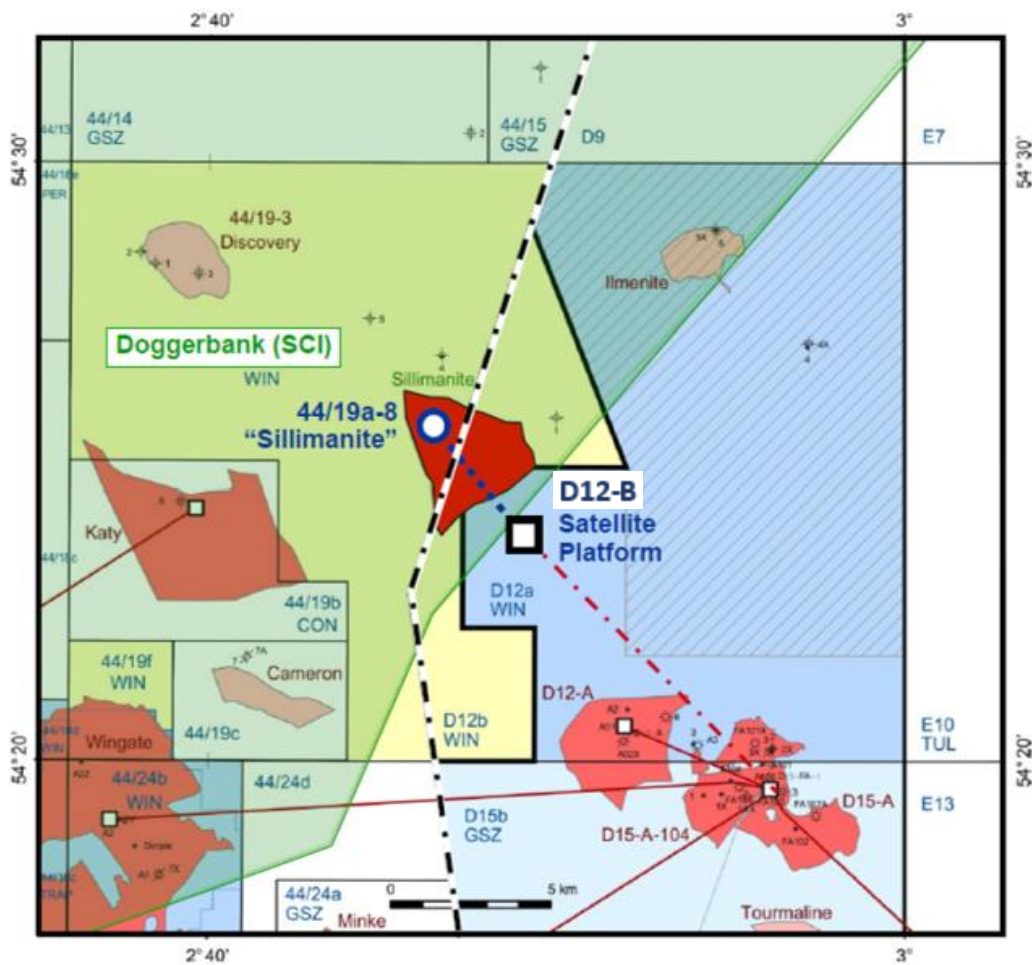 2°40'
3°
44/13
44/14
GSZ
44/15
GSZ
D9
E7
54°30'
54°30'
PER
44/19-3
Discovery
Ilmenite
Doggerbank (SCI)
WIN
Sillimanite
44/19a-8
“Sillimanite”
D12-B
Satellite
Platform
Katy
44/19b
CON
D12a
WIN
44/19f
WIN
Cameron
44/19c
D12-A
D12b
WIN
E10
TUL
Wingate
WIN
54°20'
54°20'
44/24b
WIN
44/24d
D15b
GSZ
D15-A
E13
D15-A-104
TRAP
44/24a
GSZ
Minke
0
5 km
Tourmaline
2°40'
3°